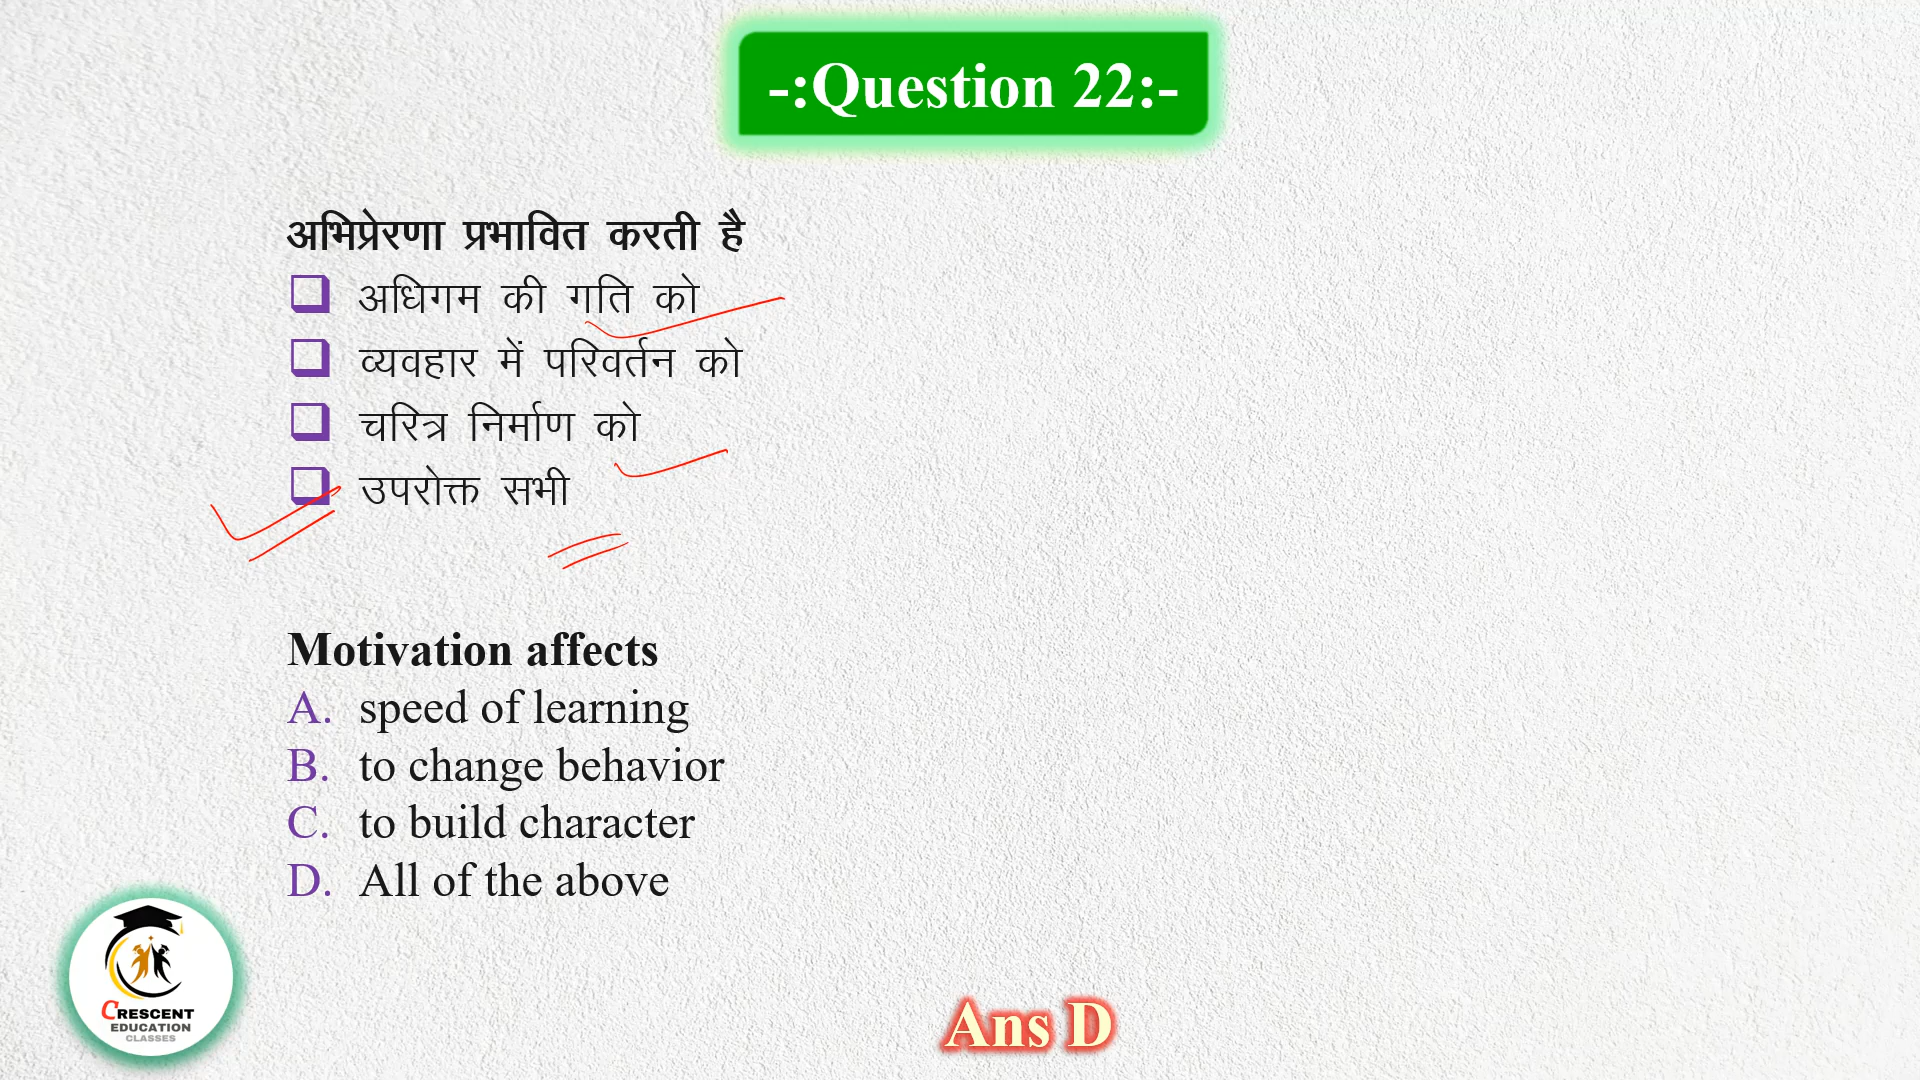 -:Question 22:-
अभिप्रेरणा प्रभावित करती है
अधिगम की गति को
व्यवहार में परिवर्तन को
चरित्र निर्माण को
उपरोक्त सभी
Motivation affects
A. speed of learning
B. to change behavior
C. to build character
D. All of the above
CRESCENT
EDUCATION
CLASSES
Ans D